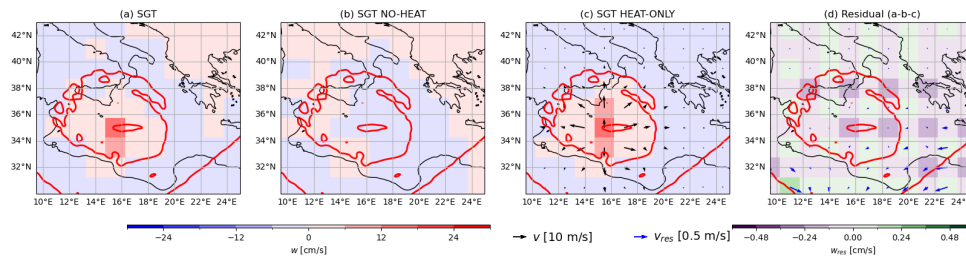 (a) SGT
(b) SGT NO-HEAT
(c) SGT HEAT-ONLY
(d) Residual (a-b-c)
42°N 42°N 42°N 42°N
40°N 40°N 40°N 40°N
38°N 38°N 38°N 38°N
36°N 36°N 36°N 36°N
34°N 34°N 34°N 34°N
32°N 32°N 32°N 32°N
10°E 12°E 14°E 16°E 18°E 20°E 22°E 24°E 10°E 12°E 14°E 16°E 18°E 20°E 22°E 24°E 10°E 12°E 14°E 16°E 18°E 20°E 22°E 24°E 10°E 12°E 14°E 16°E 18°E 20°E 22°E 24°E
v [10 m/s]
v_res [0.5 m/s]
−24 −12 0 12 24
w [cm/s]
−0.48 −0.24 0.00 0.24 0.48
w_res [cm/s]